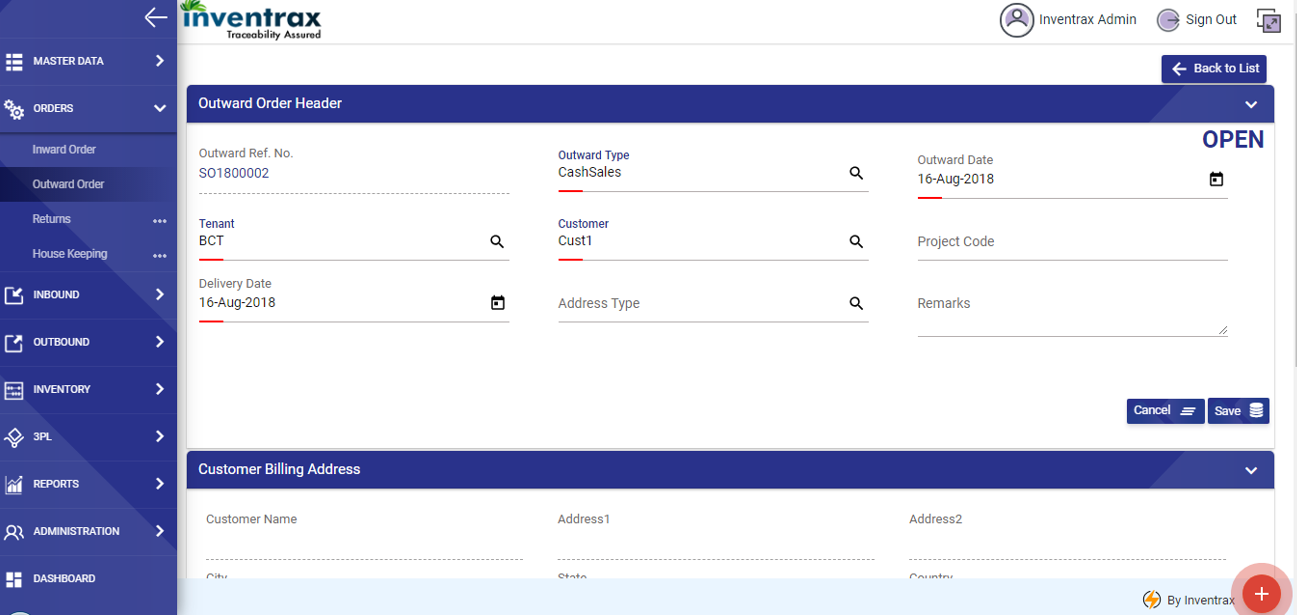 inventrax
Traceability Assured
Inventrax Admin
Sign Out
MASTER DATA
ORDERS
Inward Order
Outward Order
Returns
House Keeping
INBOUND
OUTBOUND
INVENTORY
3PL
REPORTS
ADMINISTRATION
DASHBOARD
Back to List
Outward Order Header
OPEN
Outward Ref. No.
SO1800002
Outward Type
CashSales
Outward Date
16-Aug-2018
Tenant
BCT
Customer
Cust1
Project Code
Delivery Date
16-Aug-2018
Address Type
Remarks
Cancel
Save
Customer Billing Address
Customer Name
Address1
Address2
City
State
Country
By Inventrax